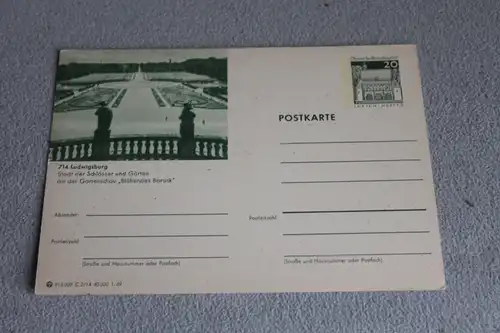 20
POSTKARTE
714 Ludwigsburg
Stadt der Schlösser und Gärten
mit der Gartenschau „Blühendes Barock"
Absender:
Postleitzahl
Postleitzahl
(Straße und Hausnummer oder Postfach)
(Straße und Hausnummer oder Postfach)